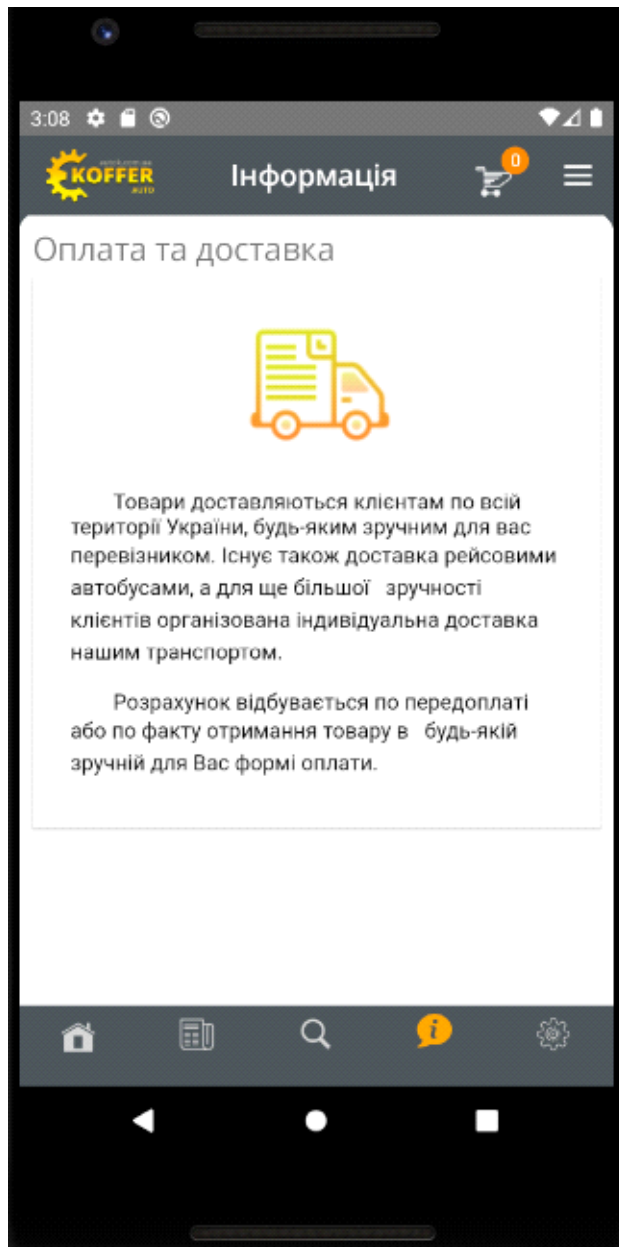 3:08
KOFFER
AUTO
Інформація
0
Оплата та доставка
Товари доставляються клієнтам по всій
території України, будь-яким зручним для вас
перевізником. Існує також доставка рейсовими
автобусами, а для ще більшої зручності
клієнтів організована індивідуальна доставка
нашим транспортом.
Розрахунок відбувається по передоплаті
або по факту отримання товару в будь-якій
зручній для Вас формі оплати.
i